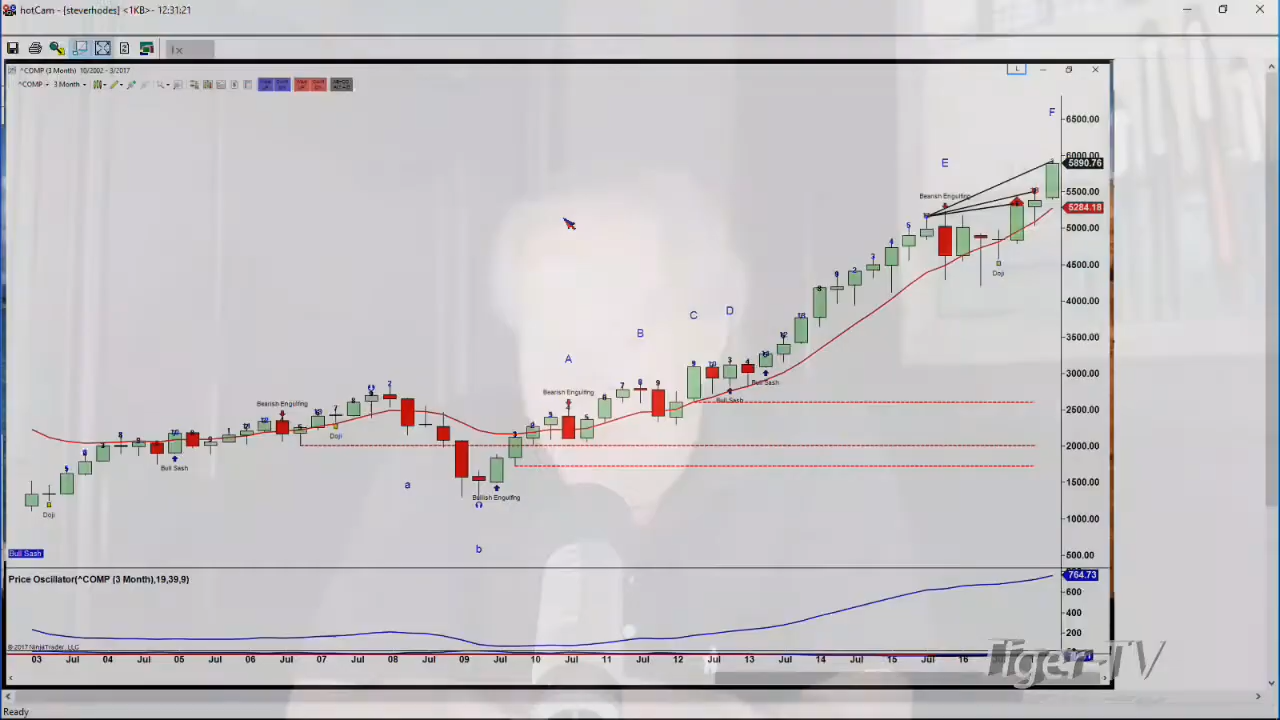 hotCam - [steverhodes] <1KB> - 12:31:21
^COMP (3 Month) 10/2002 - 3/2017
^COMP 3 Month
L
F
6500.00
6000.00
5890.76
E
Bearish Engulfing
5500.00
5284.18
5000.00
4500.00
Doji
4000.00
C D
3500.00
B
A
3000.00
Bull Sash
Bearish Engulfing
Bull Sash
Bearish Engulfing
2500.00
Doji
2000.00
Bull Sash
a
1500.00
Bullish Engulfing
Doji
1000.00
b
Bull Sash
500.00
Price Oscillator(^COMP (3 Month),19,39,9)
764.73
600
400
200
© 2017 NinjaTrader, LLC
03 Jul 04 Jul 05 Jul 06 Jul 07 Jul 08 Jul 09 Jul 10 Jul 11 Jul 12 Jul 13 Jul 14 Jul 15 Jul 16
Tiger-TV
Ready